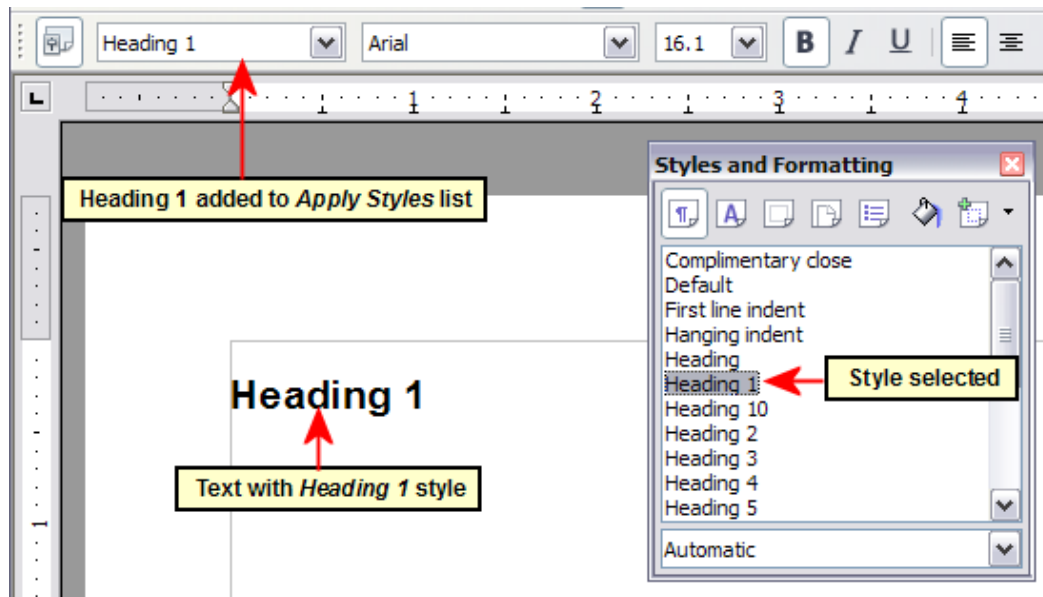 Heading 1
Arial
16.1
B I U
1 2 3 4
Heading 1 added to Apply Styles list
Heading 1
Text with Heading 1 style
1
Styles and Formatting
Complimentary close
Default
First line indent
Hanging indent
Heading
Heading 1
Style selected
Heading 10
Heading 2
Heading 3
Heading 4
Heading 5
Automatic